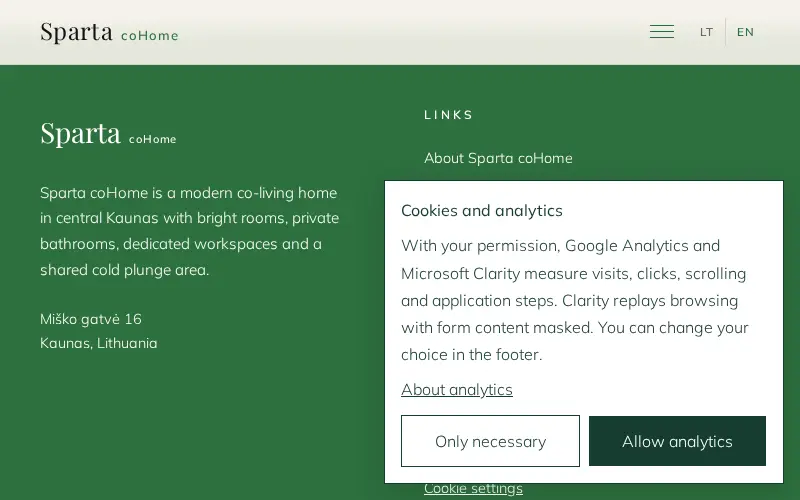 Sparta coHome
LT
EN
Sparta coHome
Sparta coHome is a modern co-living home
in central Kaunas with bright rooms, private
bathrooms, dedicated workspaces and a
shared cold plunge area.
Miško gatvė 16
Kaunas, Lithuania
LINKS
About Sparta coHome
Cookies and analytics
With your permission, Google Analytics and
Microsoft Clarity measure visits, clicks, scrolling
and application steps. Clarity replays browsing
with form content masked. You can change your
choice in the footer.
About analytics
Only necessary
Allow analytics
Cookie settings